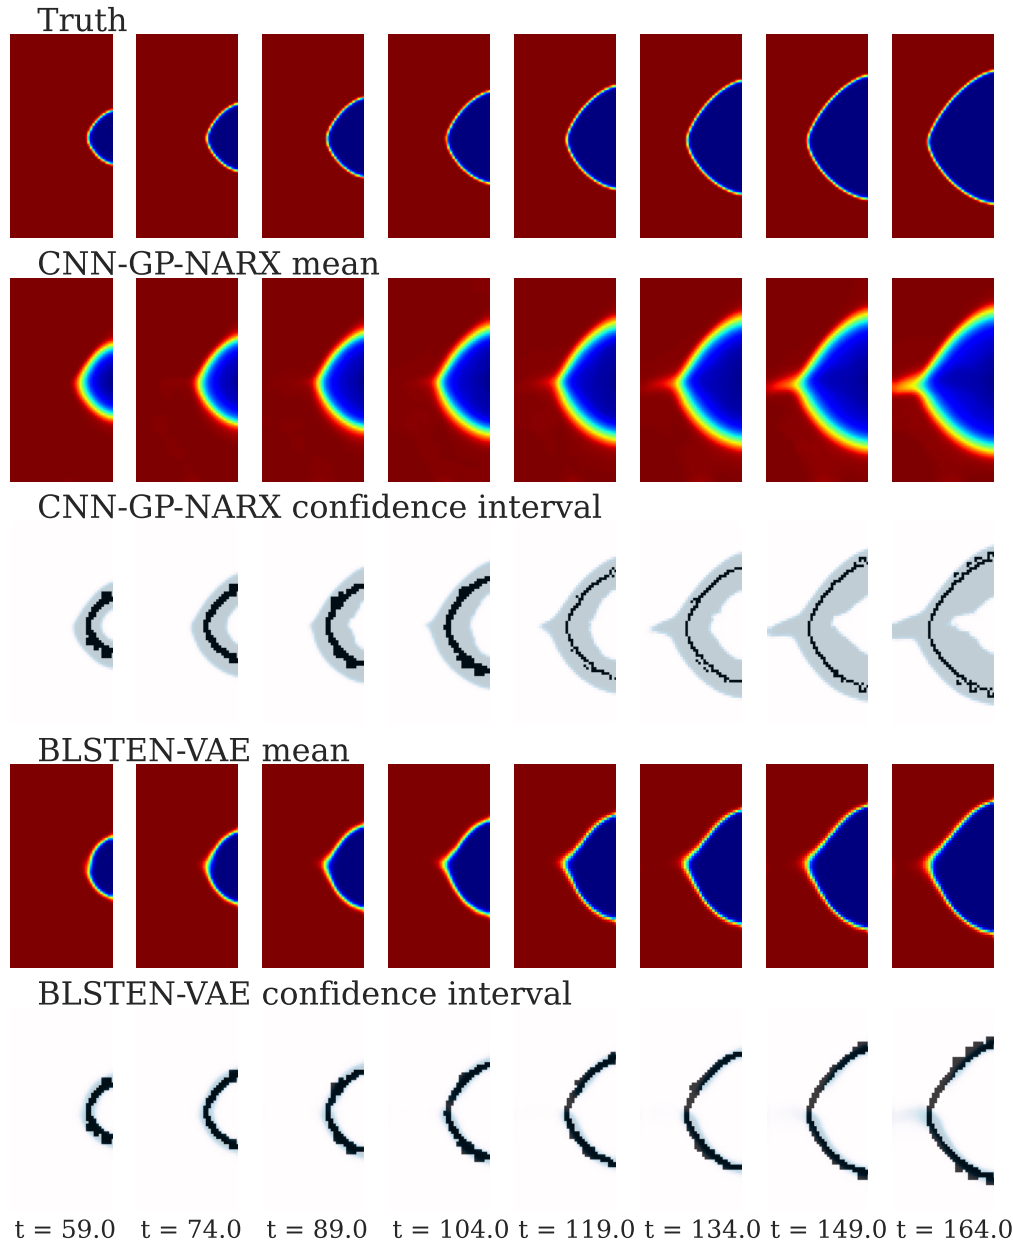 Truth
CNN-GP-NARX mean
CNN-GP-NARX confidence interval
BLSTEN-VAE mean
BLSTEN-VAE confidence interval
t = 59.0 t = 74.0 t = 89.0 t = 104.0 t = 119.0 t = 134.0 t = 149.0 t = 164.0